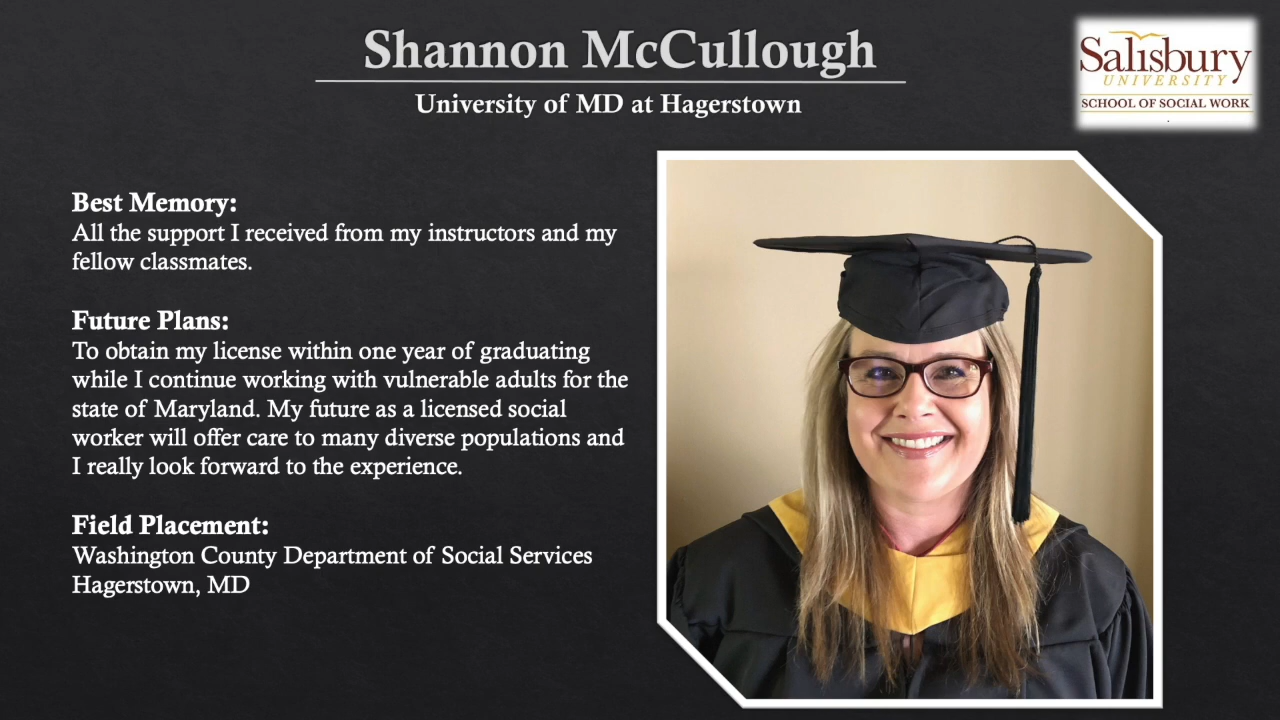 Shannon McCullough
University of MD at Hagerstown
Salisbury
UNIVERSITY
SCHOOL OF SOCIAL WORK
Best Memory:
All the support I received from my instructors and my
fellow classmates.
Future Plans:
To obtain my license within one year of graduating
while I continue working with vulnerable adults for the
state of Maryland. My future as a licensed social
worker will offer care to many diverse populations and
I really look forward to the experience.
Field Placement:
Washington County Department of Social Services
Hagerstown, MD